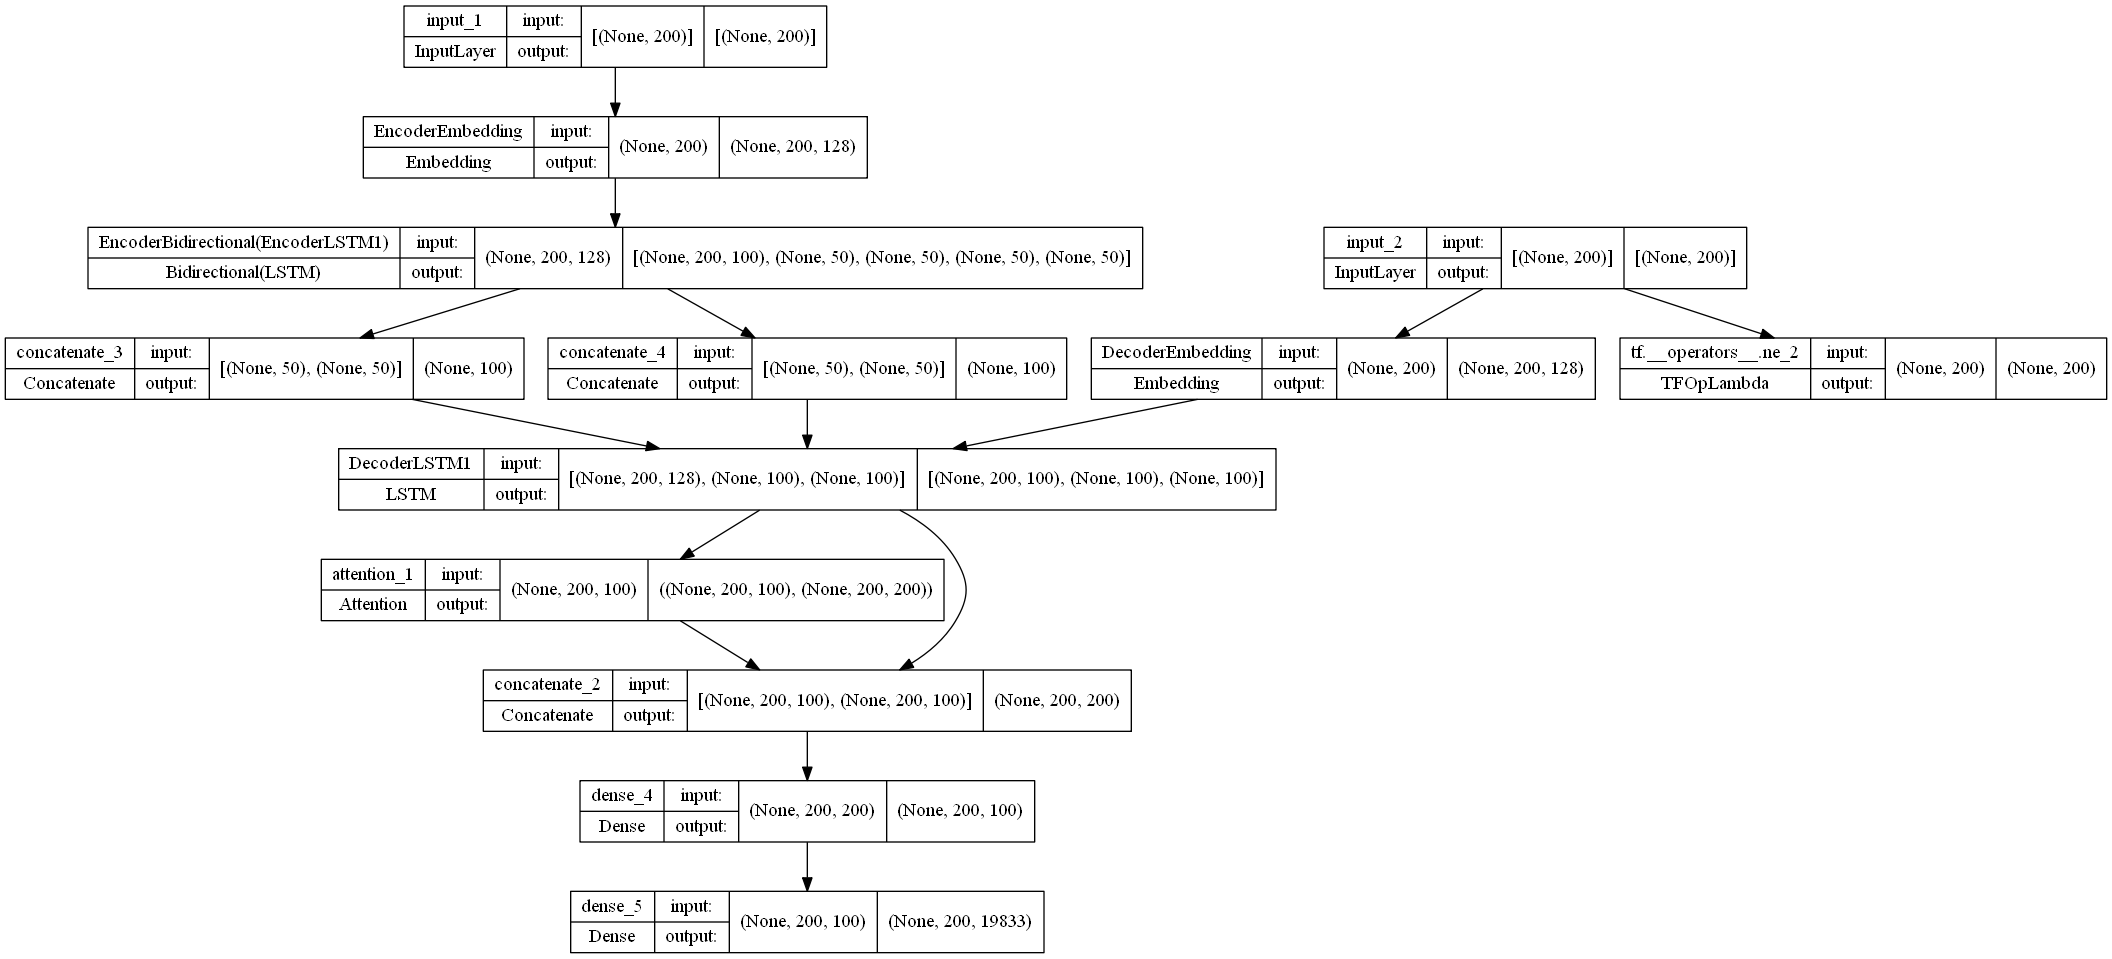 input_1 input: [(None, 200)] [(None, 200)]
InputLayer output:
EncoderEmbedding input: (None, 200) (None, 200, 128)
Embedding output:
EncoderBidirectional(EncoderLSTM1) input: (None, 200, 128) [(None, 200, 100), (None, 50), (None, 50), (None, 50), (None, 50)]
Bidirectional(LSTM) output:
input_2 input: [(None, 200)] [(None, 200)]
InputLayer output:
concatenate_3 input: [(None, 50), (None, 50)] (None, 100)
Concatenate output:
concatenate_4 input: [(None, 50), (None, 50)] (None, 100)
Concatenate output:
DecoderEmbedding input: (None, 200) (None, 200, 128)
Embedding output:
tf.__operators__.ne_2 input: (None, 200) (None, 200)
TFOpLambda output:
DecoderLSTM1 input: [(None, 200, 128), (None, 100), (None, 100)] [(None, 200, 100), (None, 100), (None, 100)]
LSTM output:
attention_1 input: (None, 200, 100) ((None, 200, 100), (None, 200, 200))
Attention output:
concatenate_2 input: [(None, 200, 100), (None, 200, 100)] (None, 200, 200)
Concatenate output:
dense_4 input: (None, 200, 200) (None, 200, 100)
Dense output:
dense_5 input: (None, 200, 100) (None, 200, 19833)
Dense output: